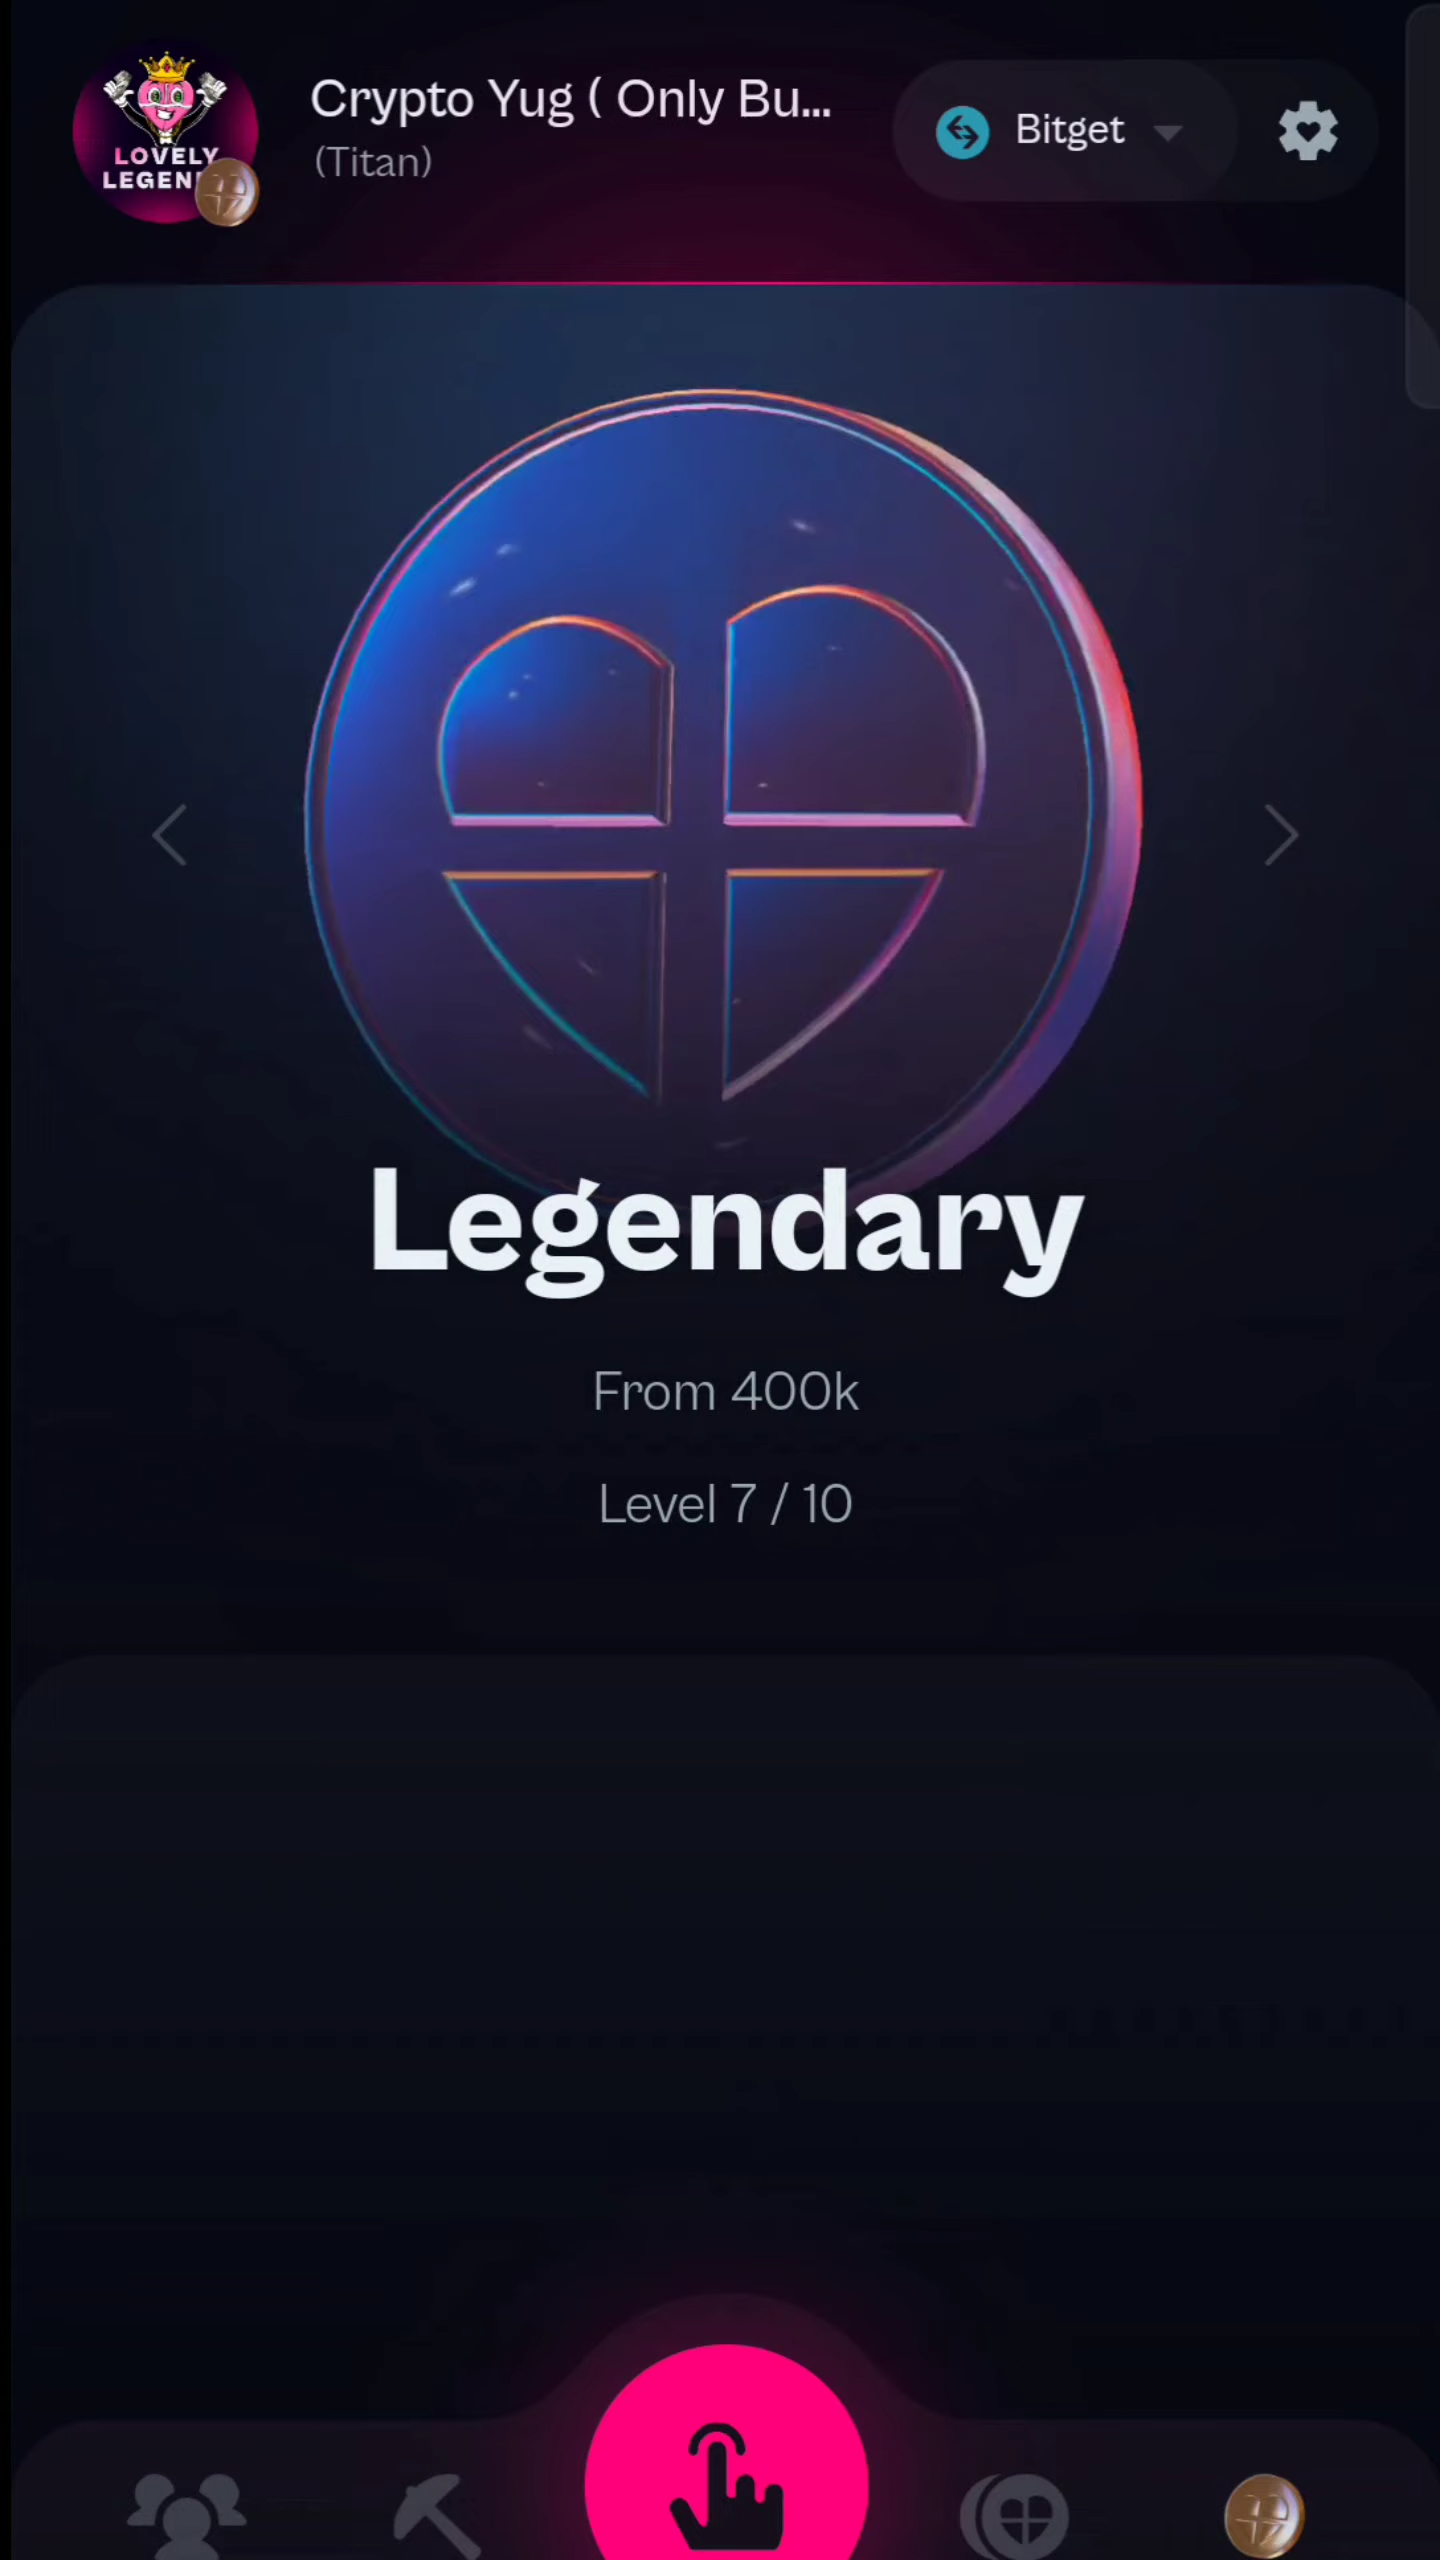 LOVELY
LEGEN
Crypto Yug ( Only Bu...
(Titan)
Bitget
Legendary
From 400k
Level 7 / 10